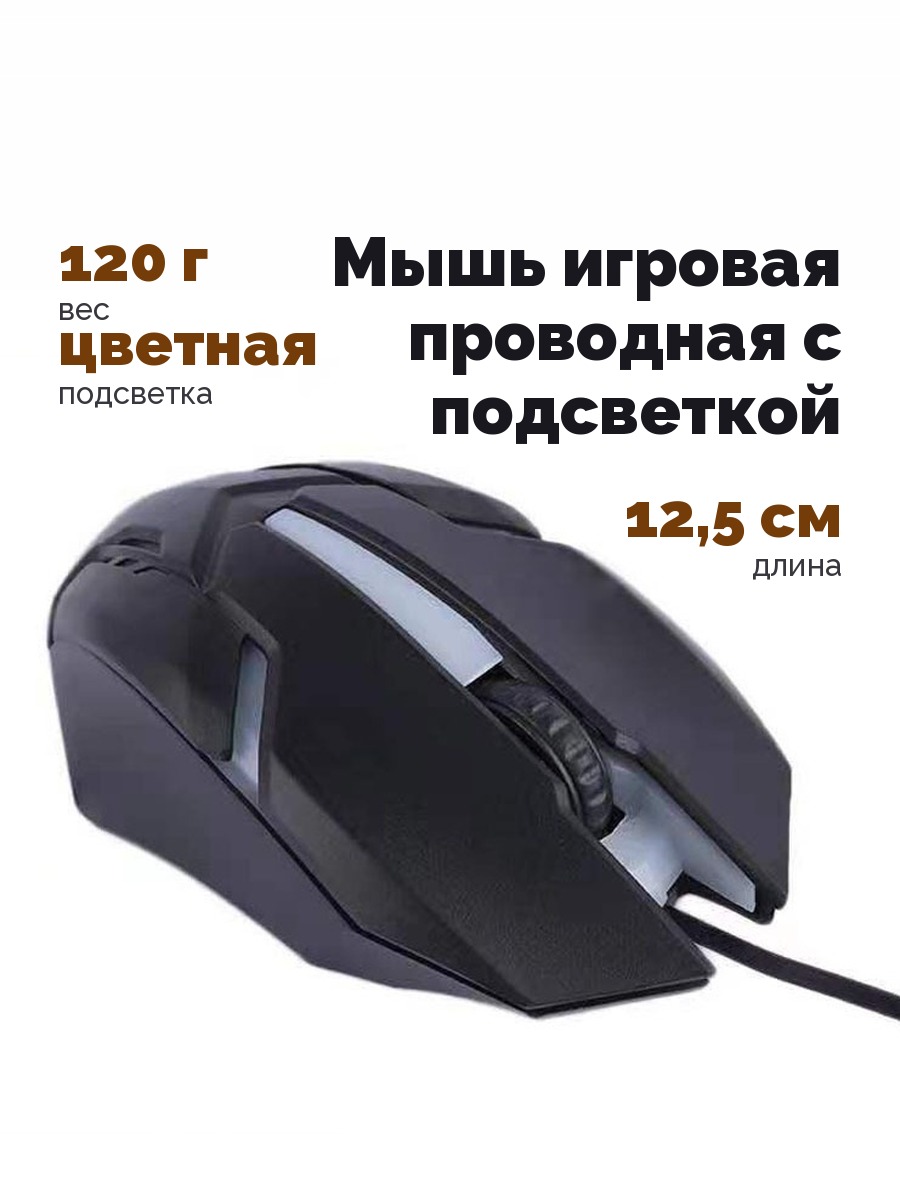 120 г
вес
цветная
подсветка
Мышь игровая
проводная с
подсветкой
12,5 см
длина